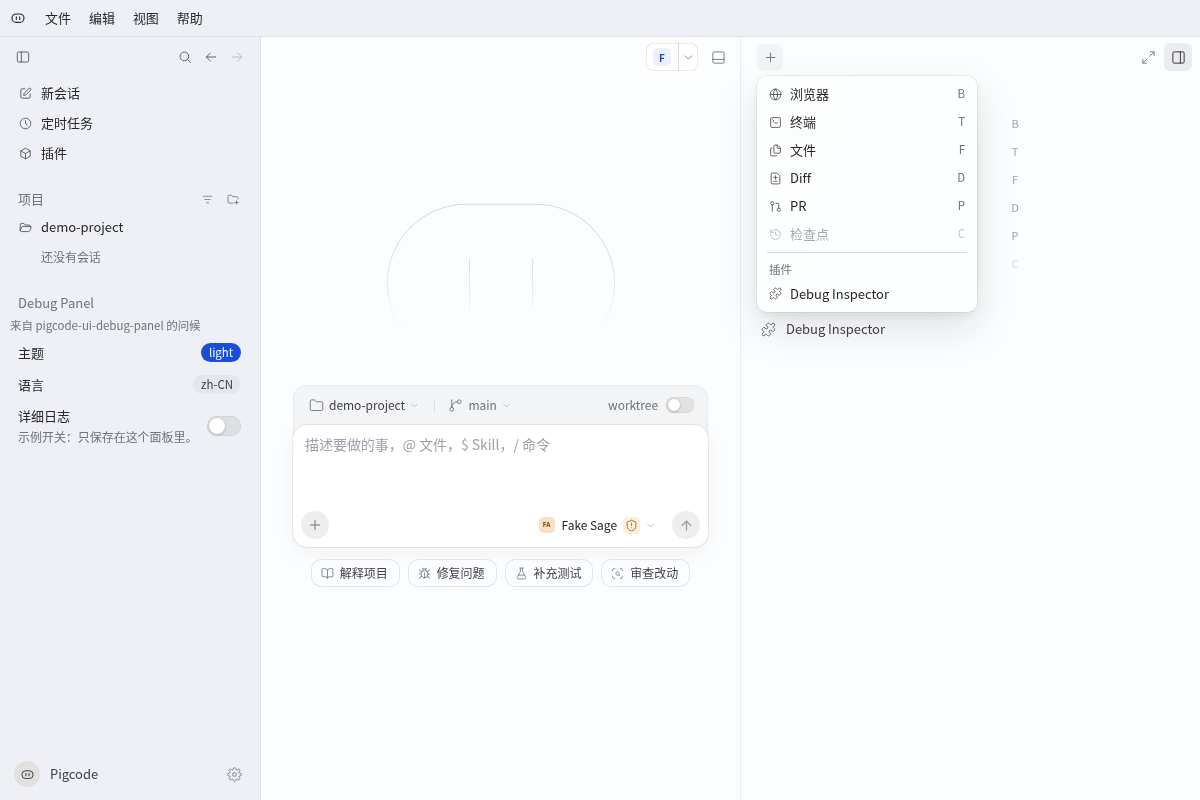 文件 编辑 视图 帮助
新会话
定时任务
插件
项目
demo-project
还没有会话
Debug Panel
来自 pigcode-ui-debug-panel 的问候
主题 light
语言 zh-CN
详细日志
示例开关：只保存在这个面板里。
Pigcode
F
demo-project main worktree
描述要做的事，@ 文件，$ Skill，/ 命令
FA Fake Sage
解释项目 修复问题 补充测试 审查改动
浏览器 B
终端 T
文件 F
Diff D
PR P
检查点 C
插件
Debug Inspector
B
T
F
D
P
C
Debug Inspector